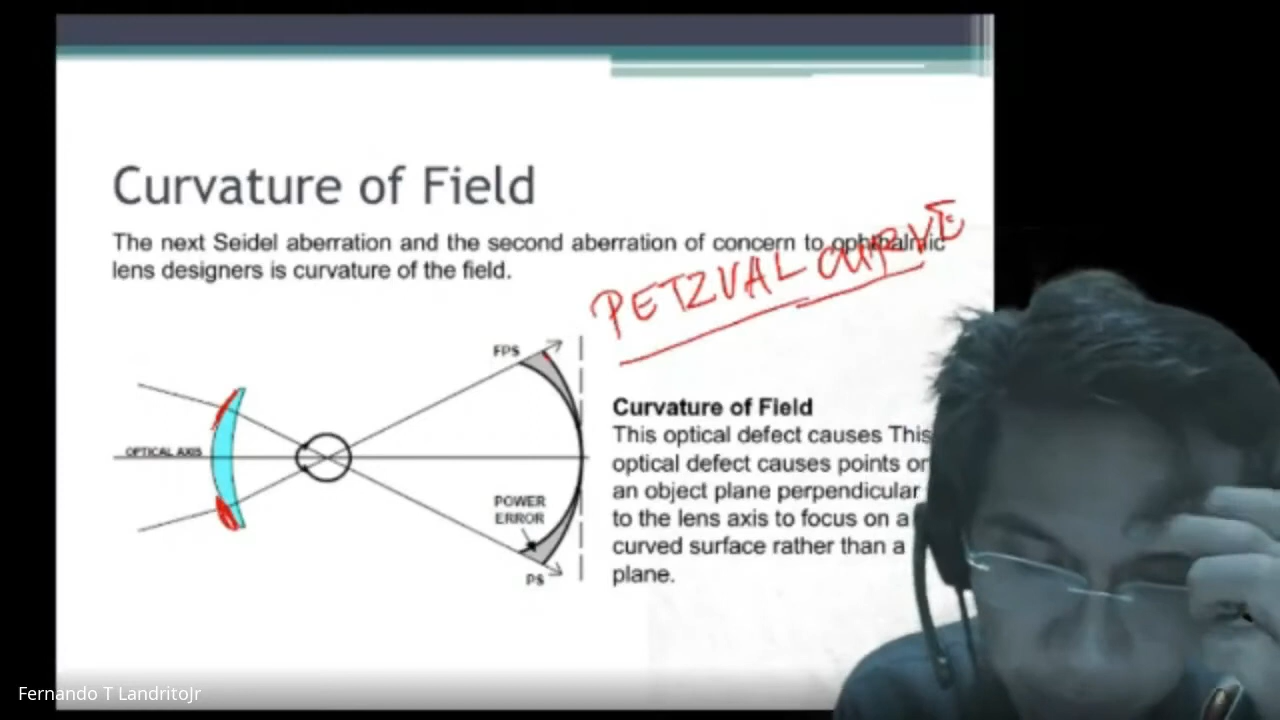 Curvature of Field
The next Seidel aberration and the second aberration of concern to ophthalmic
lens designers is curvature of the field.
PETZVAL CURVE
FPS
OPTICAL AXIS
POWER
ERROR
PS
Curvature of Field
This optical defect causes This
optical defect causes points on
an object plane perpendicular
to the lens axis to focus on a
curved surface rather than a
plane.
Fernando T LandritoJr